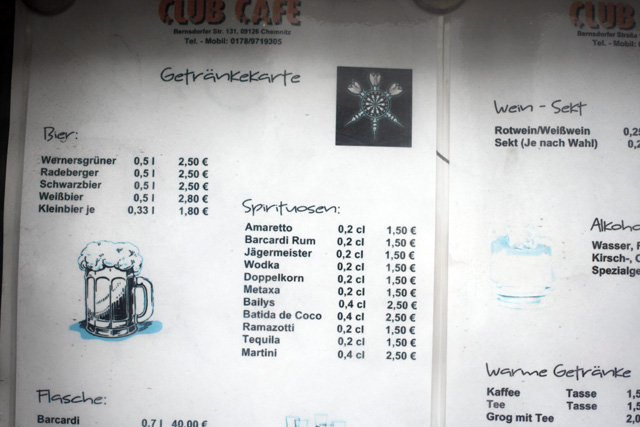 CLUB CAFE
Bernsdorfer Str. 131, 09126 Chemnitz
Tel. - Mobil: 0178/9719305
Getränkekarte
Bier:
Wernersgrüner 0,5 l 2,50 €
Radeberger 0,5 l 2,50 €
Schwarzbier 0,5 l 2,50 €
Weißbier 0,5 l 2,80 €
Kleinbier je 0,33 l 1,80 €
Spirituosen:
Amaretto 0,2 cl 1,50 €
Barcardi Rum 0,2 cl 1,50 €
Jägermeister 0,2 cl 1,50 €
Wodka 0,2 cl 1,50 €
Doppelkorn 0,2 cl 1,50 €
Metaxa 0,2 cl 1,50 €
Bailys 0,4 cl 2,50 €
Batida de Coco 0,4 cl 2,50 €
Ramazotti 0,2 cl 1,50 €
Tequila 0,2 cl 1,50 €
Martini 0,4 cl 2,50 €
Flasche:
Barcardi 0,7 l 40,00 €
CLUB
Bernsdorfer Straße
Tel. - Mobil:
Wein - Sekt
Rotwein/Weißwein
Sekt (Je nach Wahl)
Wasser,
Kirsch-,
Warme Getränke
Kaffee Tasse
Tee Tasse
Grog mit Tee